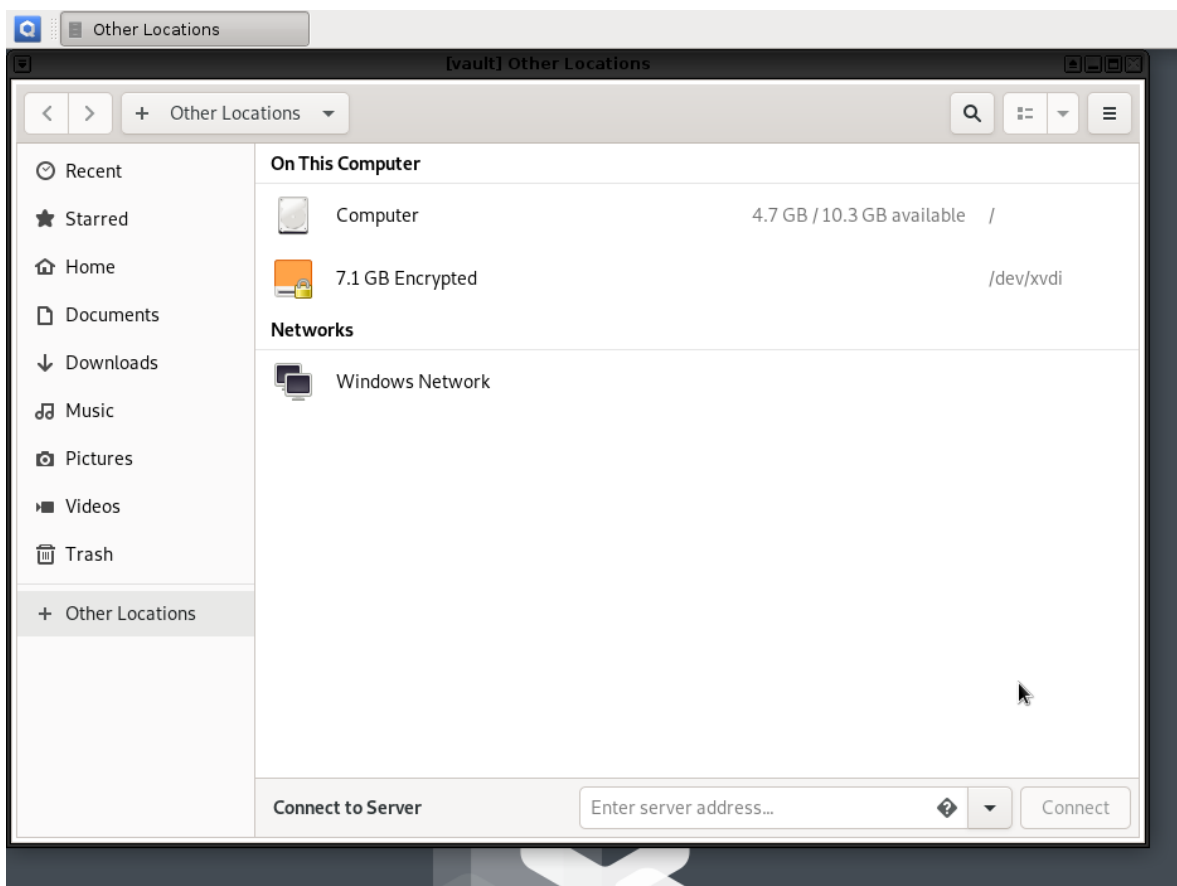 Other Locations
[vault] Other Locations
Other Locations
Recent
Starred
Home
Documents
Downloads
Music
Pictures
Videos
Trash
Other Locations
On This Computer
Computer 4.7 GB / 10.3 GB available /
7.1 GB Encrypted /dev/xvdi
Networks
Windows Network
Connect to Server Enter server address... Connect